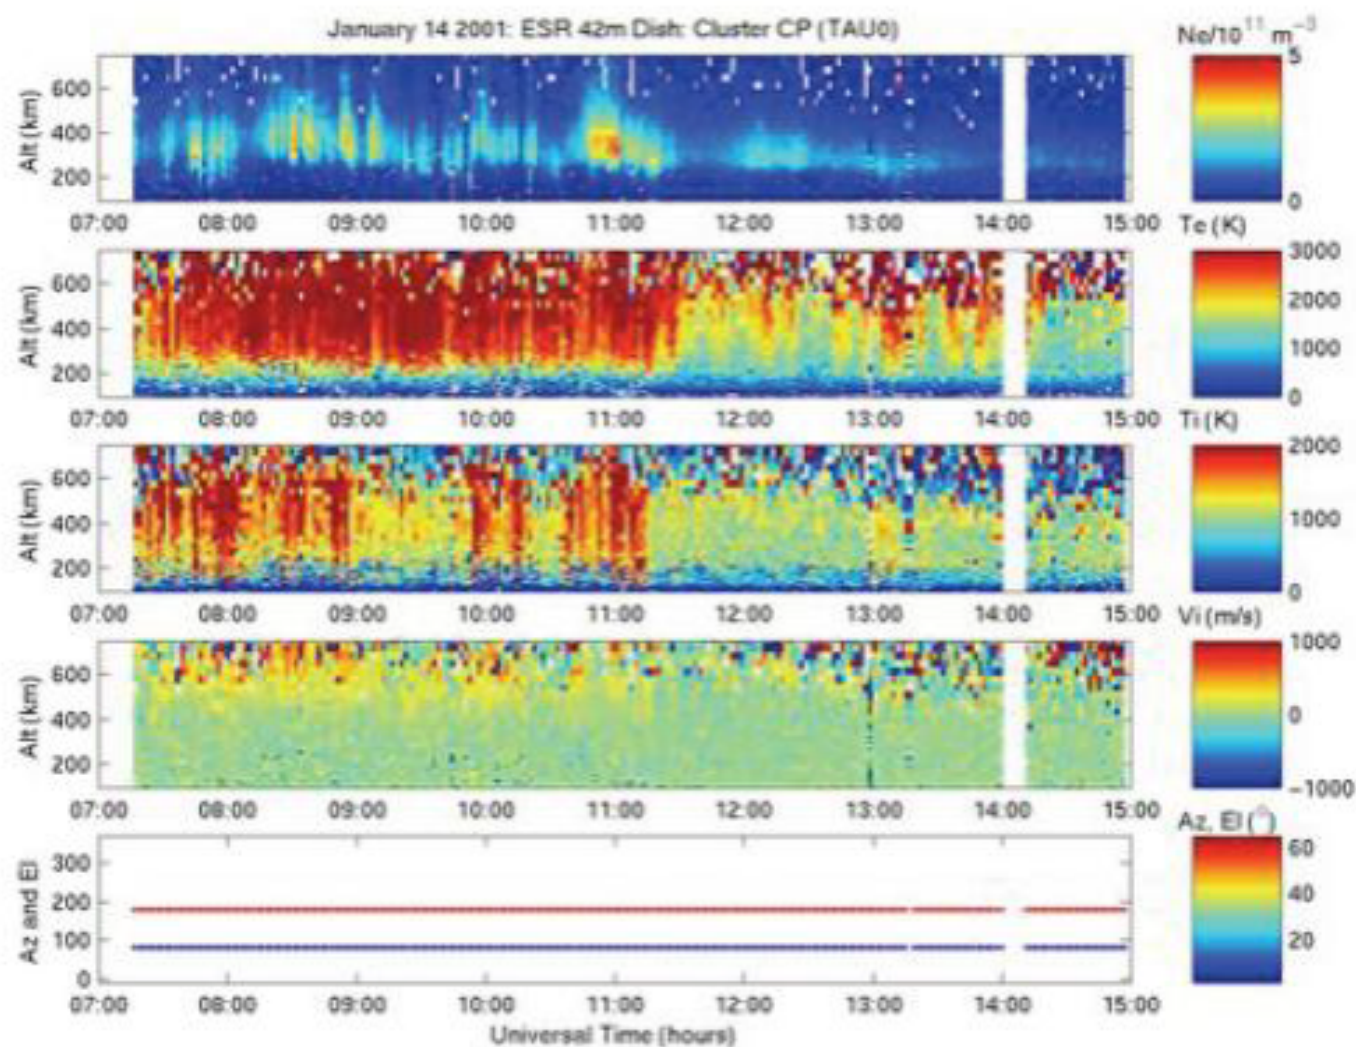 January 14 2001: ESR 42m Dish: Cluster CP (TAU0)
Ne/10^11 m^-3
Alt (km)
600
400
200
5
0
07:00 08:00 09:00 10:00 11:00 12:00 13:00 14:00 15:00
Te (K)
Alt (km)
600
400
200
3000
2000
1000
0
07:00 08:00 09:00 10:00 11:00 12:00 13:00 14:00 15:00
Ti (K)
Alt (km)
600
400
200
2000
1000
0
07:00 08:00 09:00 10:00 11:00 12:00 13:00 14:00 15:00
Vi (m/s)
Alt (km)
600
400
200
1000
0
-1000
07:00 08:00 09:00 10:00 11:00 12:00 13:00 14:00 15:00
Az, El (°)
Az and El
300
200
100
0
60
40
20
07:00 08:00 09:00 10:00 11:00 12:00 13:00 14:00 15:00
Universal Time (hours)